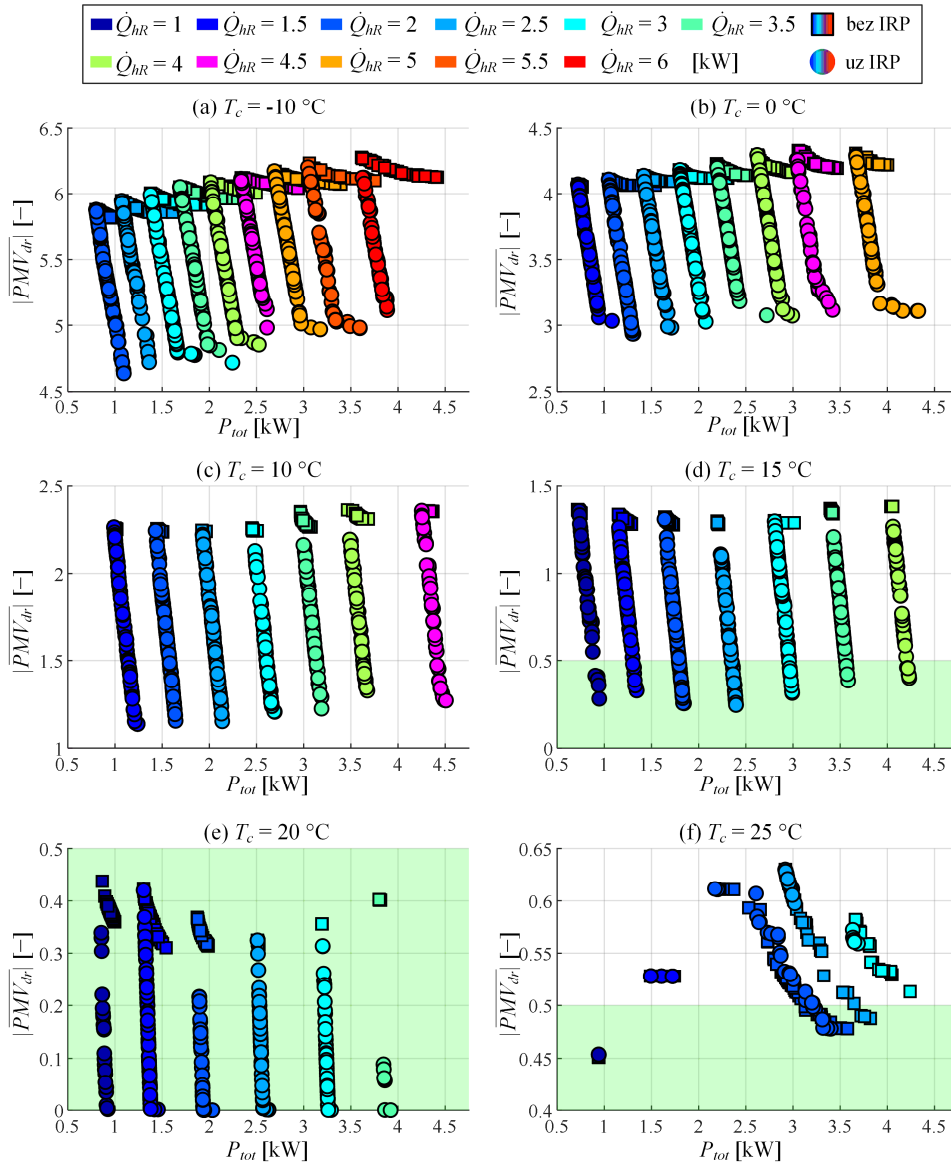 Q̇hR = 1 Q̇hR = 1.5 Q̇hR = 2 Q̇hR = 2.5 Q̇hR = 3 Q̇hR = 3.5 bez IRP
Q̇hR = 4 Q̇hR = 4.5 Q̇hR = 5 Q̇hR = 5.5 Q̇hR = 6 [kW] uz IRP
(a) Tc = -10 °C
6.5
6
5.5
5
4.5
|PMVdr| [−]
0.5 1 1.5 2 2.5 3 3.5 4 4.5
Ptot [kW]
(b) Tc = 0 °C
4.5
4
3.5
3
2.5
|PMVdr| [−]
0.5 1 1.5 2 2.5 3 3.5 4 4.5
Ptot [kW]
(c) Tc = 10 °C
2.5
2
1.5
1
|PMVdr| [−]
0.5 1 1.5 2 2.5 3 3.5 4 4.5
Ptot [kW]
(d) Tc = 15 °C
1.5
1
0.5
0
|PMVdr| [−]
0.5 1 1.5 2 2.5 3 3.5 4 4.5
Ptot [kW]
(e) Tc = 20 °C
0.5
0.4
0.3
0.2
0.1
0
|PMVdr| [−]
0.5 1 1.5 2 2.5 3 3.5 4 4.5
Ptot [kW]
(f) Tc = 25 °C
0.65
0.6
0.55
0.5
0.45
0.4
|PMVdr| [−]
0.5 1 1.5 2 2.5 3 3.5 4 4.5
Ptot [kW]